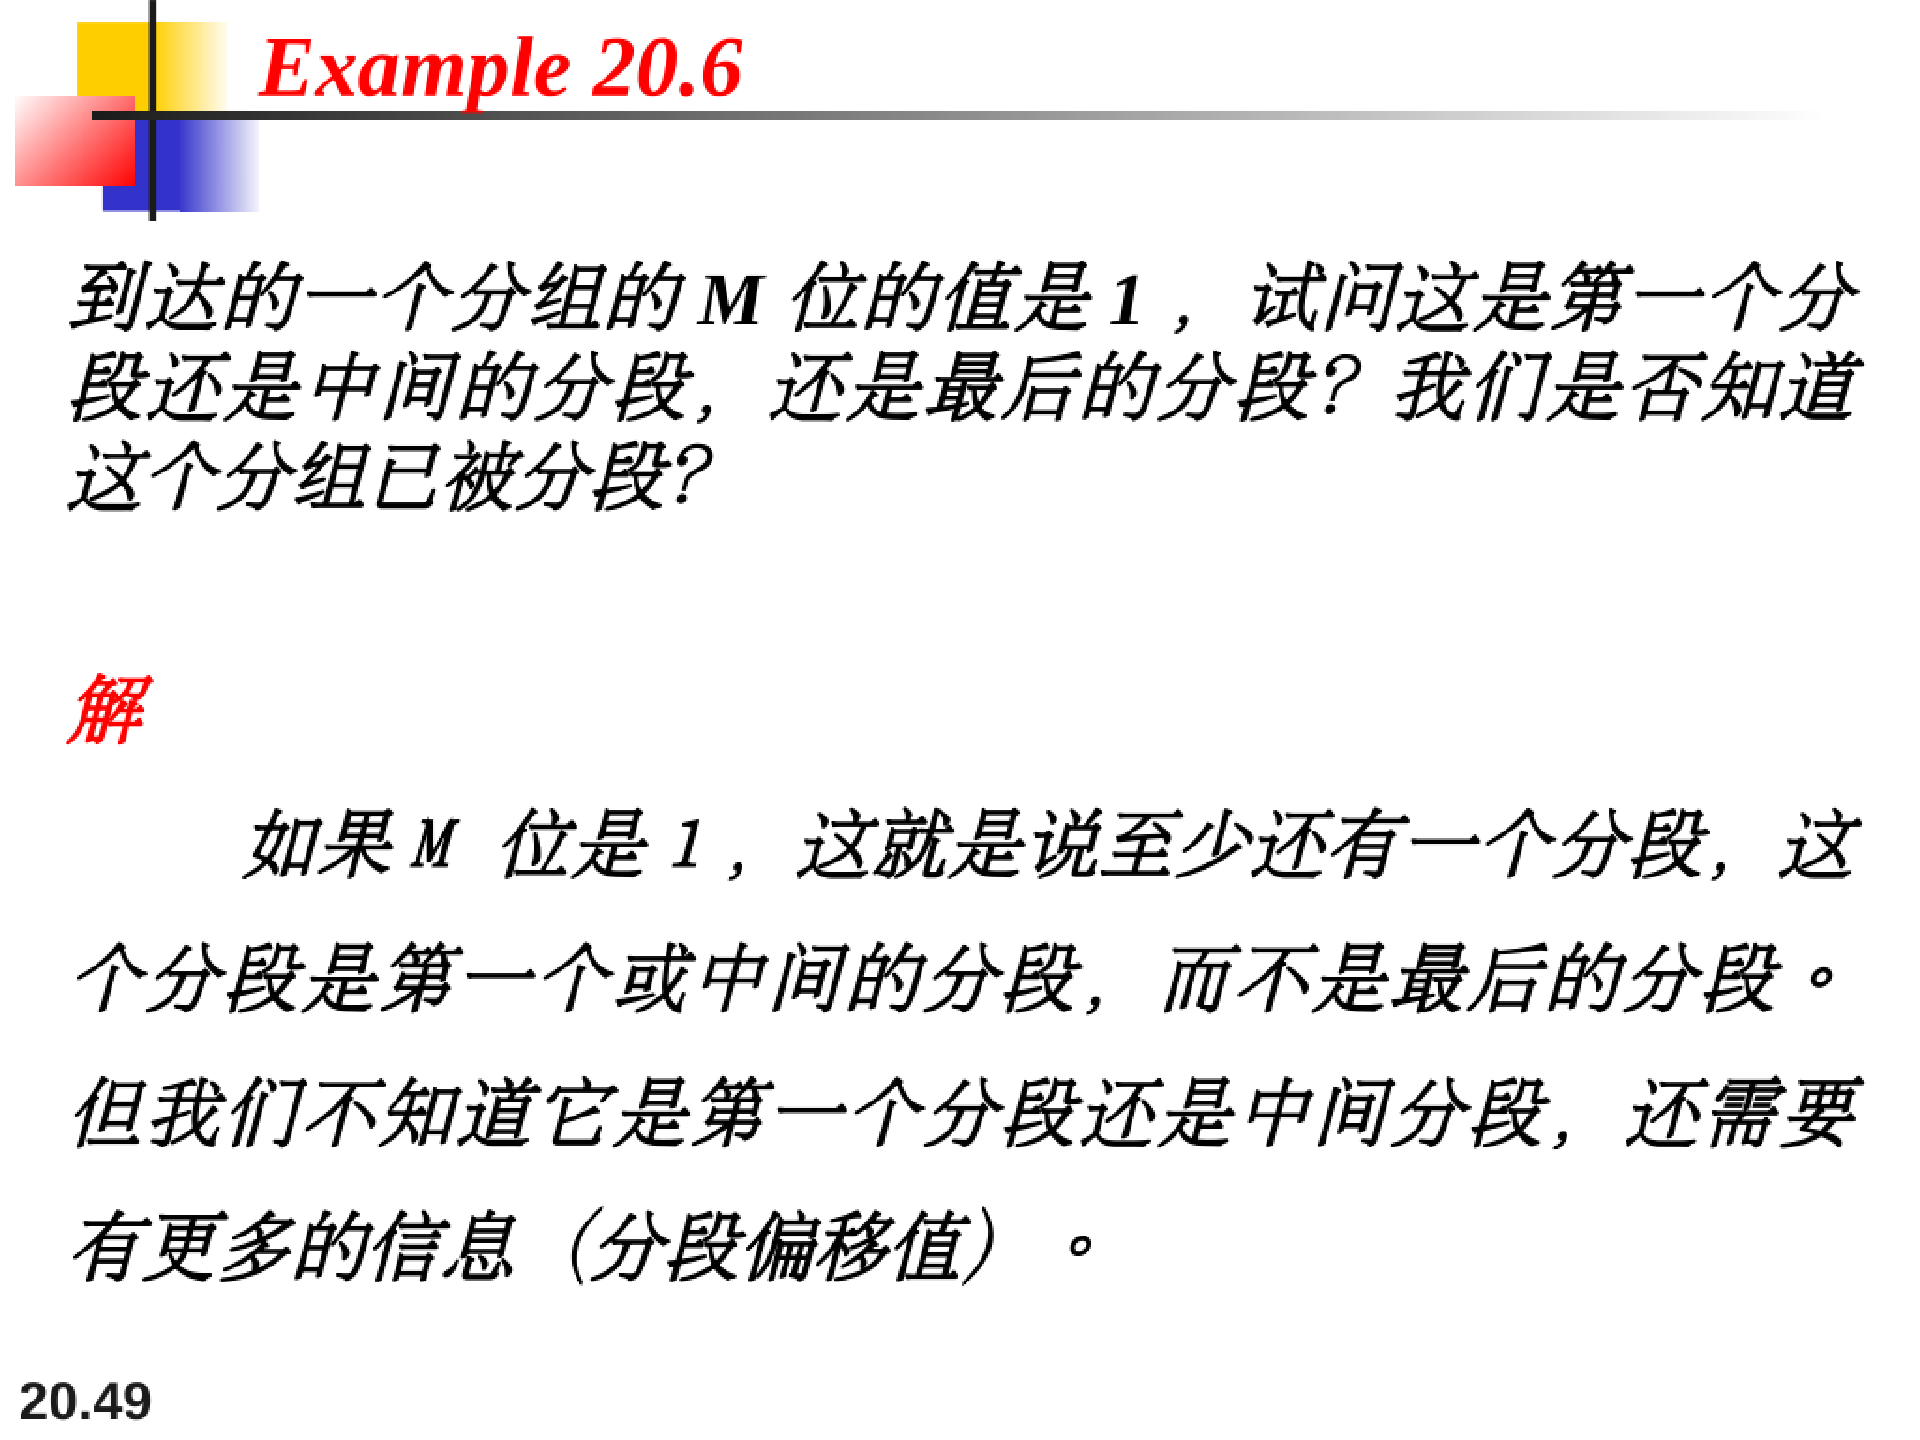 Example 20.6
到达的一个分组的 M 位的值是 1 ，试问这是第一个分
段还是中间的分段，还是最后的分段？我们是否知道
这个分组已被分段？
解
如果 M 位是 1 ，这就是说至少还有一个分段，这
个分段是第一个或中间的分段，而不是最后的分段。
但我们不知道它是第一个分段还是中间分段，还需要
有更多的信息（分段偏移值）。
20.49